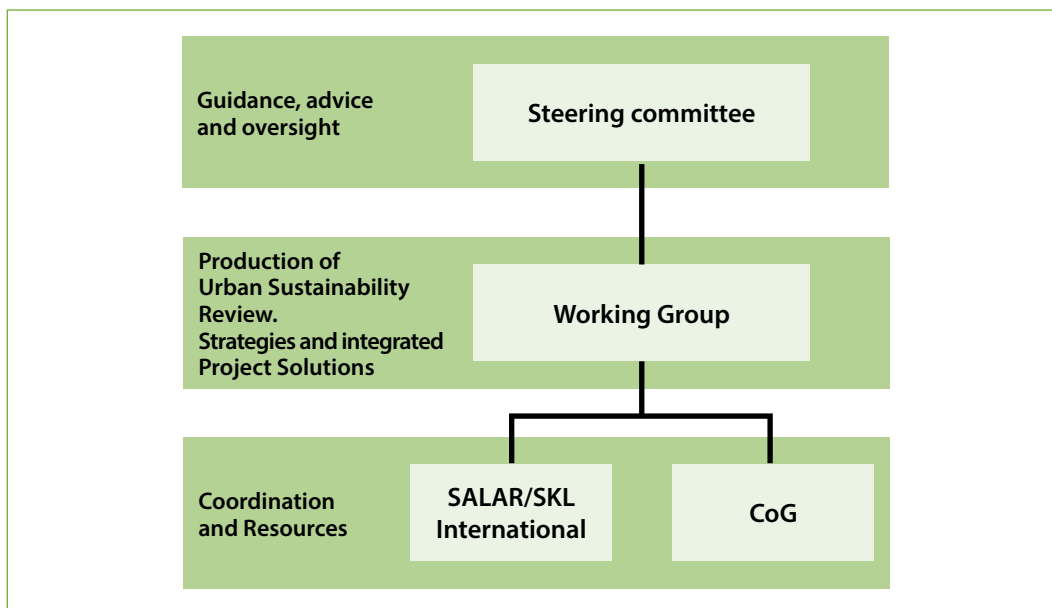 Guidance, advice
and oversight
Steering committee
Production of
Urban Sustainability
Review.
Strategies and integrated
Project Solutions
Working Group
Coordination
and Resources
SALAR/SKL
International
CoG